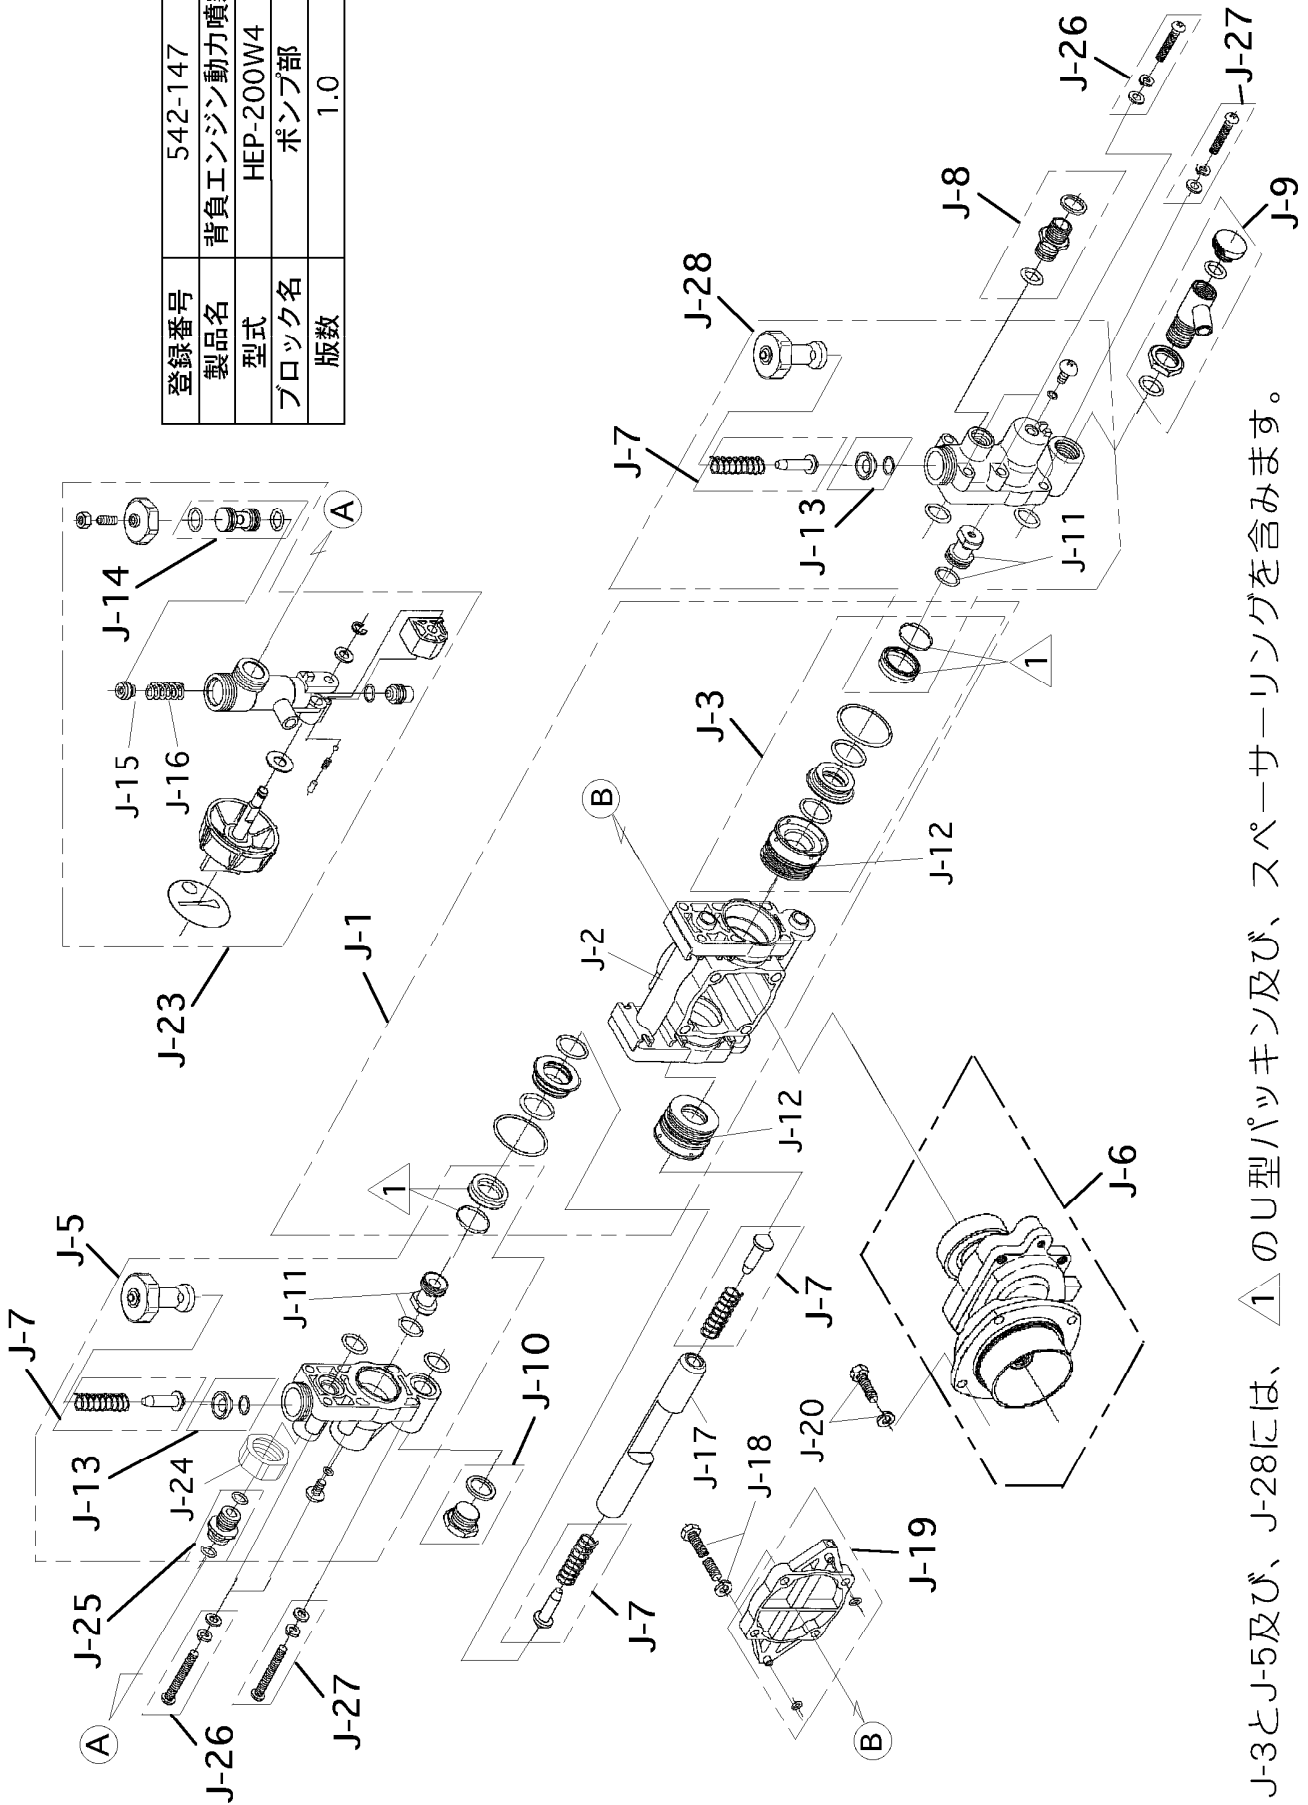 登録番号 542-147
製品名 背負エンジン動力噴
型式 HEP-200W4
ブロック名 ポンプ部
版数 1.0
J-7
J-5
J-13
J-24
J-25
A
J-26
J-27
J-11
J-10
1
J-23
J-15
J-16
J-14
A
J-1
J-7
J-17
J-7
J-18
J-19
B
J-20
J-6
J-12
J-2
B
J-3
J-12
1
J-11
J-13
J-7
J-28
J-8
J-26
J-27
J-9
J-3とJ-5及び、J-28には、1のU型パッキン及び、スペーサーリングを含みます。